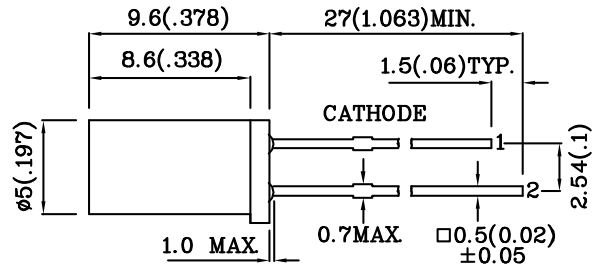 9.6(.378)
27(1.063)MIN.
8.6(.338)
1.5(.06)TYP.
CATHODE
1
ø5(.197)
2
2.54(.1)
1.0 MAX.
0.7MAX.
□0.5(0.02)
±0.05